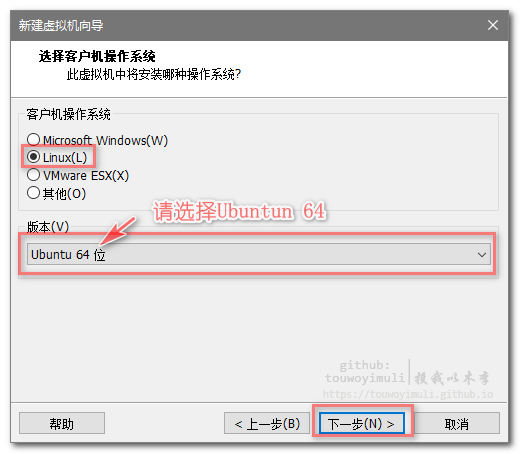 新建虚拟机向导
选择客户机操作系统
此虚拟机中将安装哪种操作系统?
客户机操作系统
Microsoft Windows(W)
Linux(L)
VMware ESX(X)
其他(O)
请选择Ubuntun 64
版本(V)
Ubuntu 64 位
github:
touwoyimuli
投我以木李
https://touwoyimuli.github.io
帮助
< 上一步(B)
下一步(N) >
取消